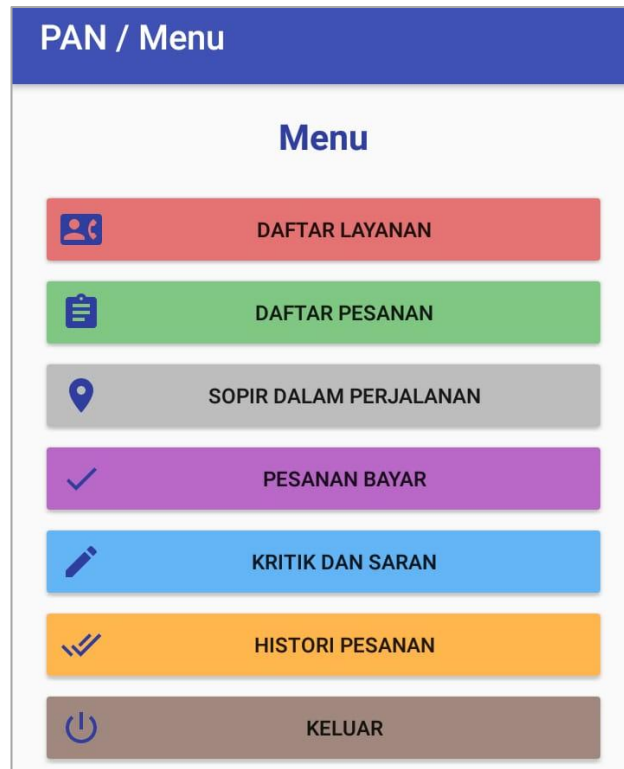 PAN / Menu
Menu
DAFTAR LAYANAN
DAFTAR PESANAN
SOPIR DALAM PERJALANAN
PESANAN BAYAR
KRITIK DAN SARAN
HISTORI PESANAN
KELUAR